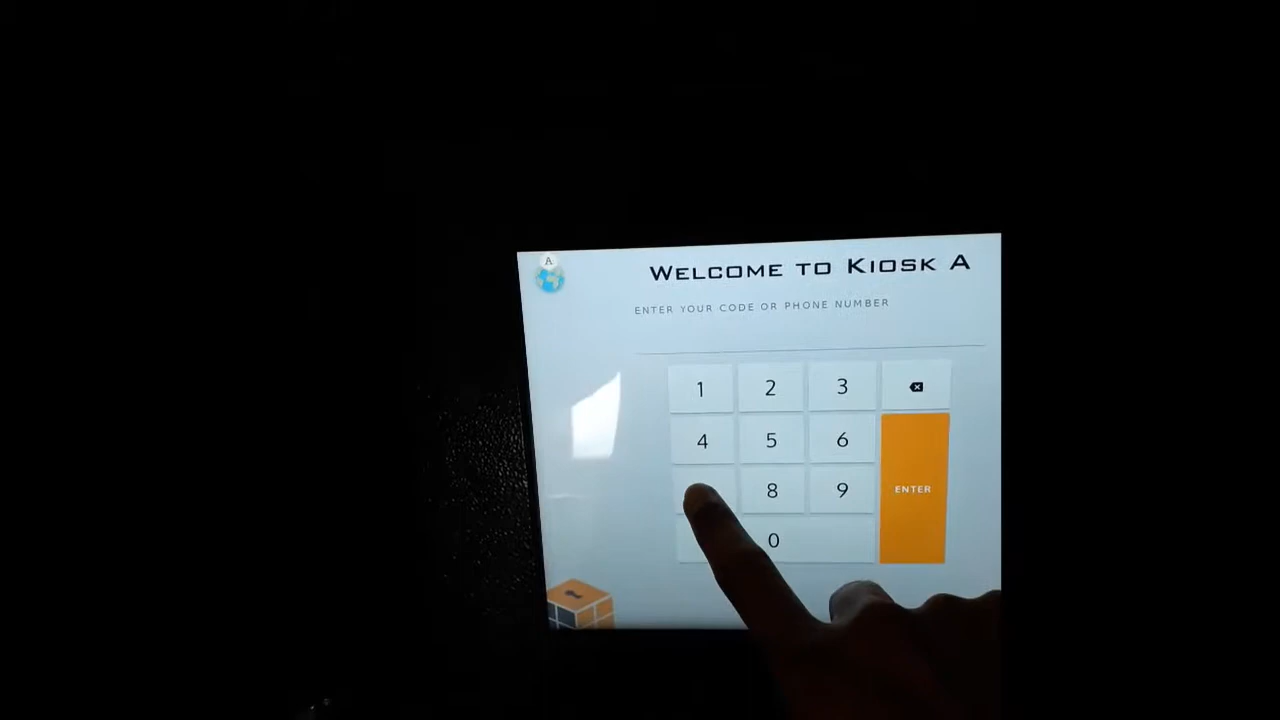 A
WELCOME TO KIOSK A
ENTER YOUR CODE OR PHONE NUMBER
1 2 3
4 5 6
8 9 ENTER
0